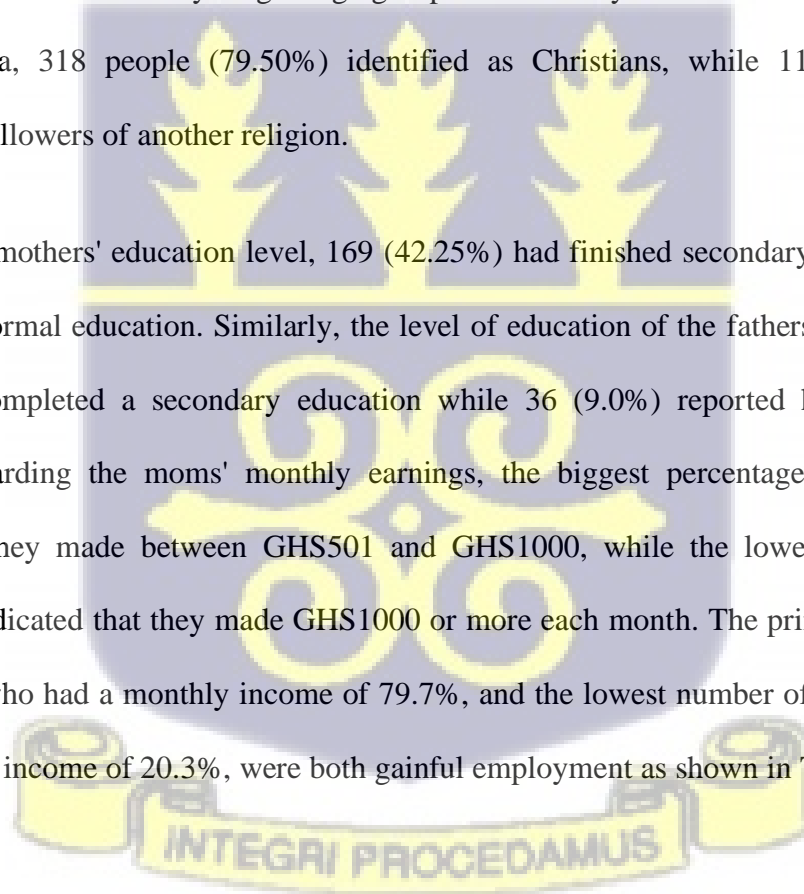 a, 318 people (79.50%) identified as Christians, while 11
llowers of another religion.
mothers' education level, 169 (42.25%) had finished secondary
ormal education. Similarly, the level of education of the fathers
ompleted a secondary education while 36 (9.0%) reported
arding the moms' monthly earnings, the biggest percentage
hey made between GHS501 and GHS1000, while the lowe
dicated that they made GHS1000 or more each month. The pri
who had a monthly income of 79.7%, and the lowest number of
income of 20.3%, were both gainful employment as shown in
INTEGRI PROCEDAMUS